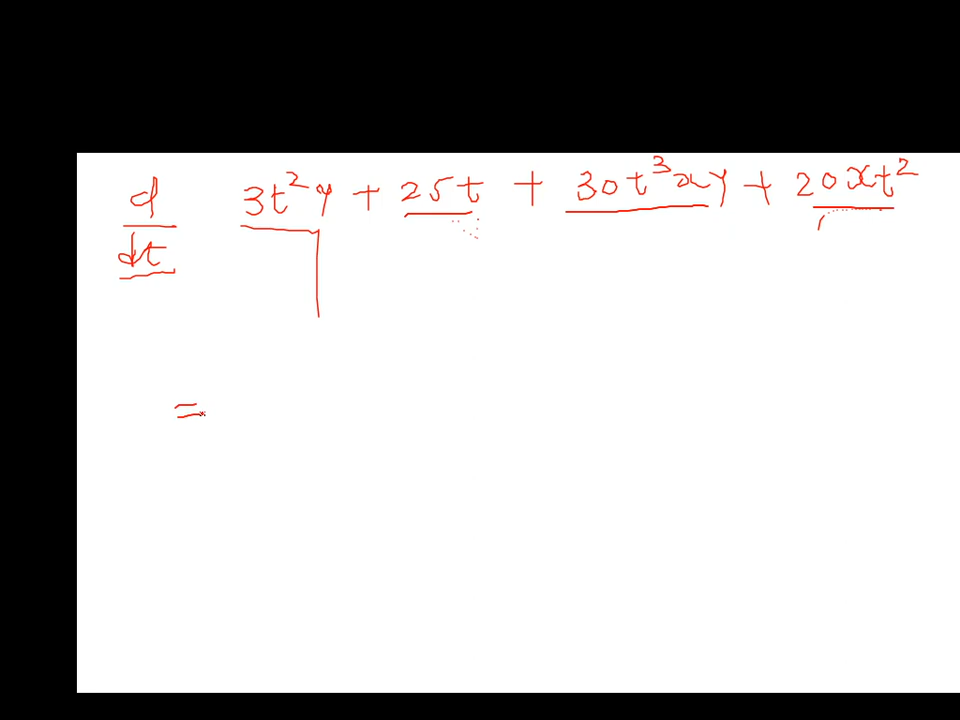 d/dt 3t²y + 25t + 30t³xy + 20xt²
=